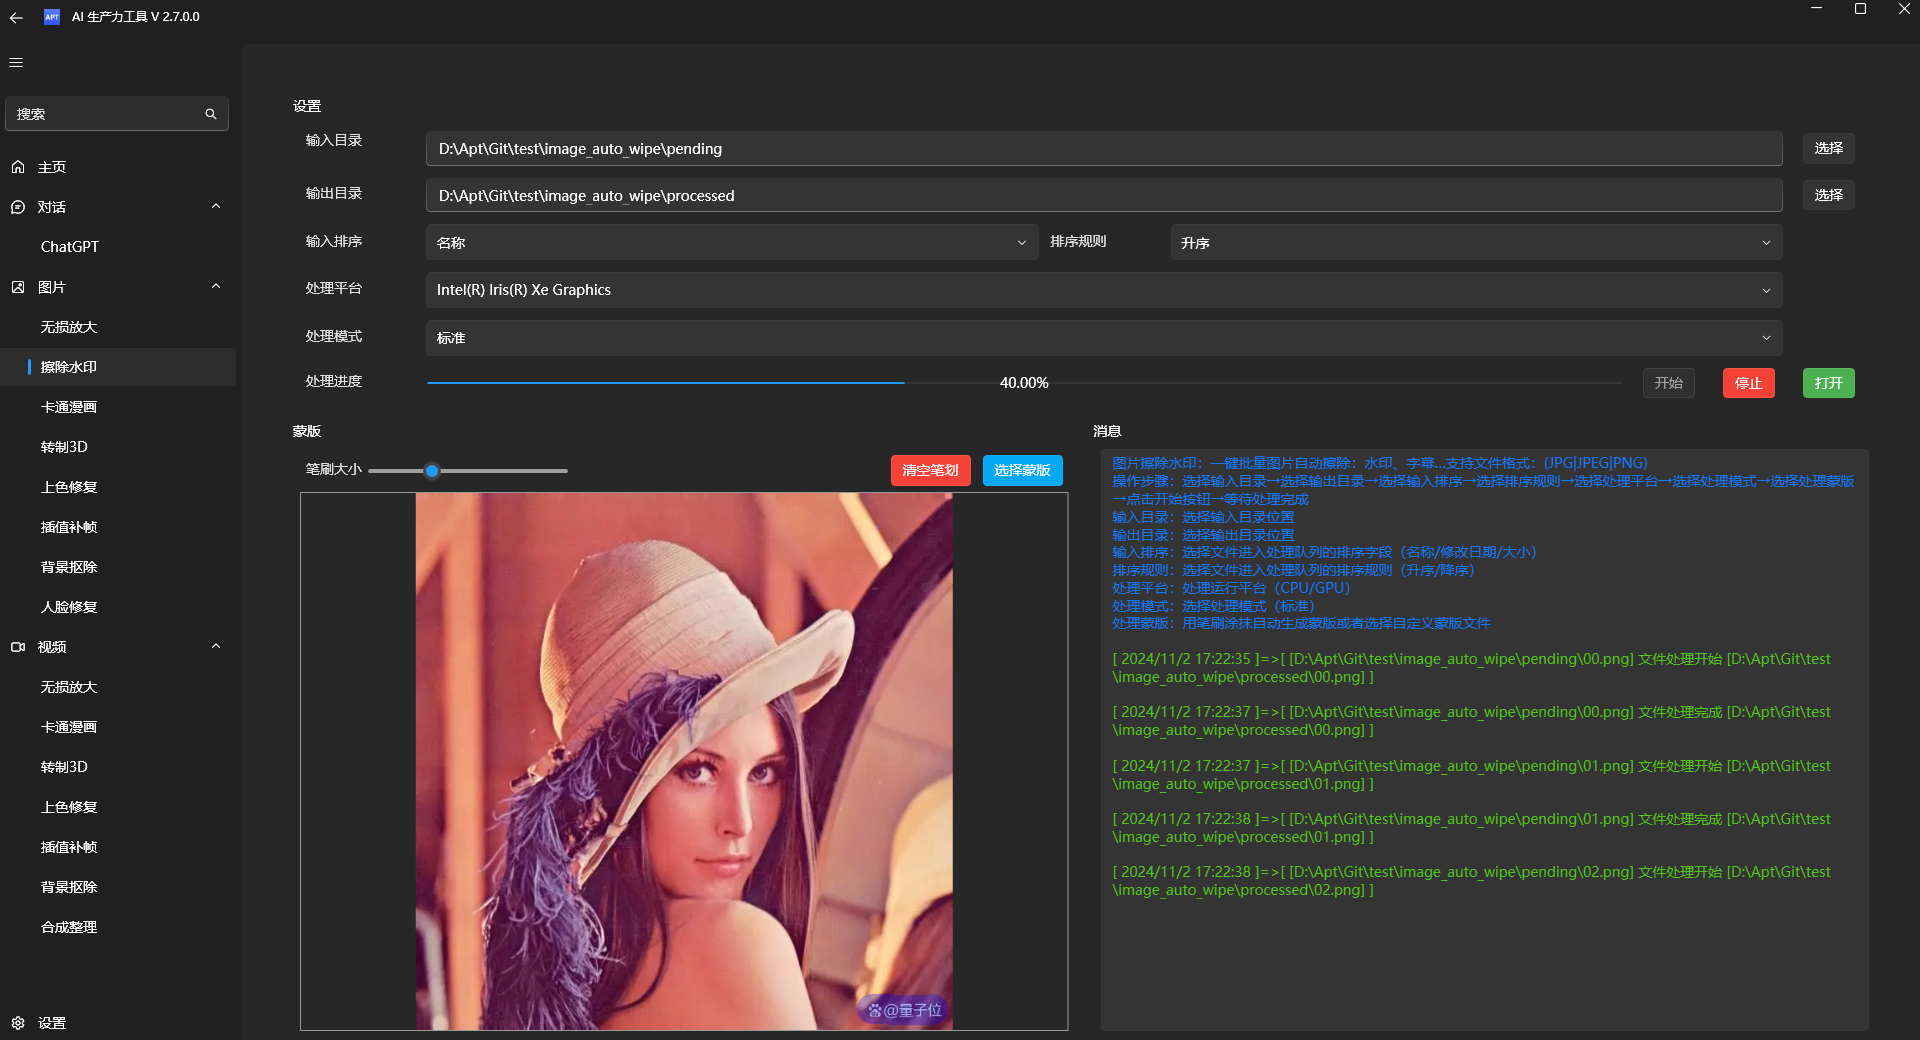 AI 生产力工具 V 2.7.0.0
搜索
主页
对话
ChatGPT
图片
无损放大
擦除水印
卡通漫画
转制3D
上色修复
插值补帧
背景抠除
人脸修复
视频
无损放大
卡通漫画
转制3D
上色修复
插值补帧
背景抠除
合成整理
设置
设置
输入目录
D:\Apt\Git\test\image_auto_wipe\pending
选择
输出目录
D:\Apt\Git\test\image_auto_wipe\processed
选择
输入排序
名称
排序规则
升序
处理平台
Intel(R) Iris(R) Xe Graphics
处理模式
标准
处理进度
40.00%
开始
停止
打开
蒙版
笔刷大小
清空笔划
选择蒙版
@量子位
消息
图片擦除水印：一键批量图片自动擦除：水印、字幕...支持文件格式：(JPG|JPEG|PNG)
操作步骤：选择输入目录→选择输出目录→选择输入排序→选择排序规则→选择处理平台→选择处理模式→选择处理蒙版
→点击开始按钮→等待处理完成
输入目录：选择输入目录位置
输出目录：选择输出目录位置
输入排序：选择文件进入处理队列的排序字段（名称/修改日期/大小）
排序规则：选择文件进入处理队列的排序规则（升序/降序）
处理平台：处理运行平台（CPU/GPU）
处理模式：选择处理模式（标准）
处理蒙版：用笔刷涂抹自动生成蒙版或者选择自定义蒙版文件
[ 2024/11/2 17:22:35 ]=>[ [D:\Apt\Git\test\image_auto_wipe\pending\00.png] 文件处理开始 [D:\Apt\Git\test
\image_auto_wipe\processed\00.png] ]
[ 2024/11/2 17:22:37 ]=>[ [D:\Apt\Git\test\image_auto_wipe\pending\00.png] 文件处理完成 [D:\Apt\Git\test
\image_auto_wipe\processed\00.png] ]
[ 2024/11/2 17:22:37 ]=>[ [D:\Apt\Git\test\image_auto_wipe\pending\01.png] 文件处理开始 [D:\Apt\Git\test
\image_auto_wipe\processed\01.png] ]
[ 2024/11/2 17:22:38 ]=>[ [D:\Apt\Git\test\image_auto_wipe\pending\01.png] 文件处理完成 [D:\Apt\Git\test
\image_auto_wipe\processed\01.png] ]
[ 2024/11/2 17:22:38 ]=>[ [D:\Apt\Git\test\image_auto_wipe\pending\02.png] 文件处理开始 [D:\Apt\Git\test
\image_auto_wipe\processed\02.png] ]